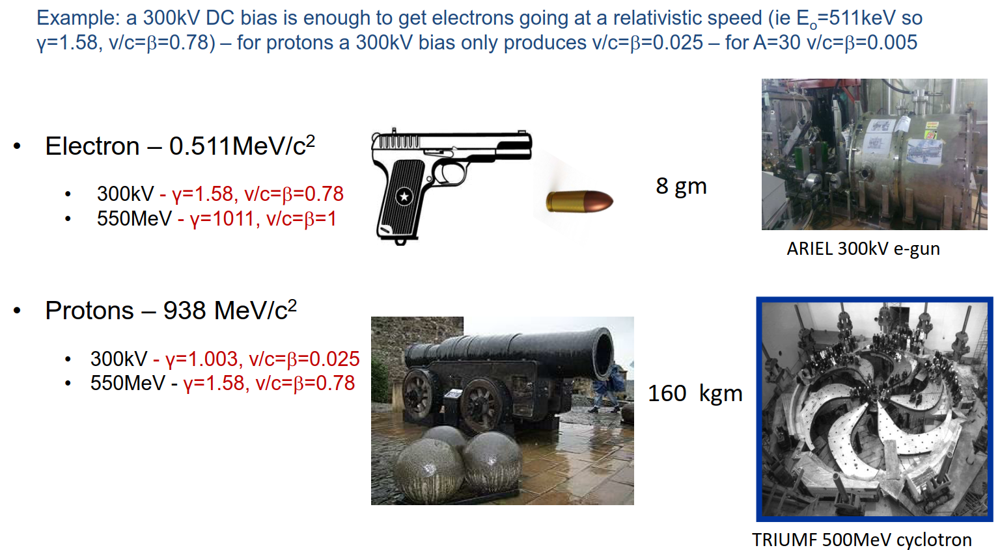 Example: a 300kV DC bias is enough to get electrons going at a relativistic speed (ie Eo=511keV so
γ=1.58, v/c=β=0.78) – for protons a 300kV bias only produces v/c=β=0.025 – for A=30 v/c=β=0.005
• Electron – 0.511MeV/c²
• 300kV - γ=1.58, v/c=β=0.78
• 550MeV - γ=1011, v/c=β=1
8 gm
ARIEL 300kV e-gun
• Protons – 938 MeV/c²
• 300kV - γ=1.003, v/c=β=0.025
• 550MeV - γ=1.58, v/c=β=0.78
160 kgm
TRIUMF 500MeV cyclotron